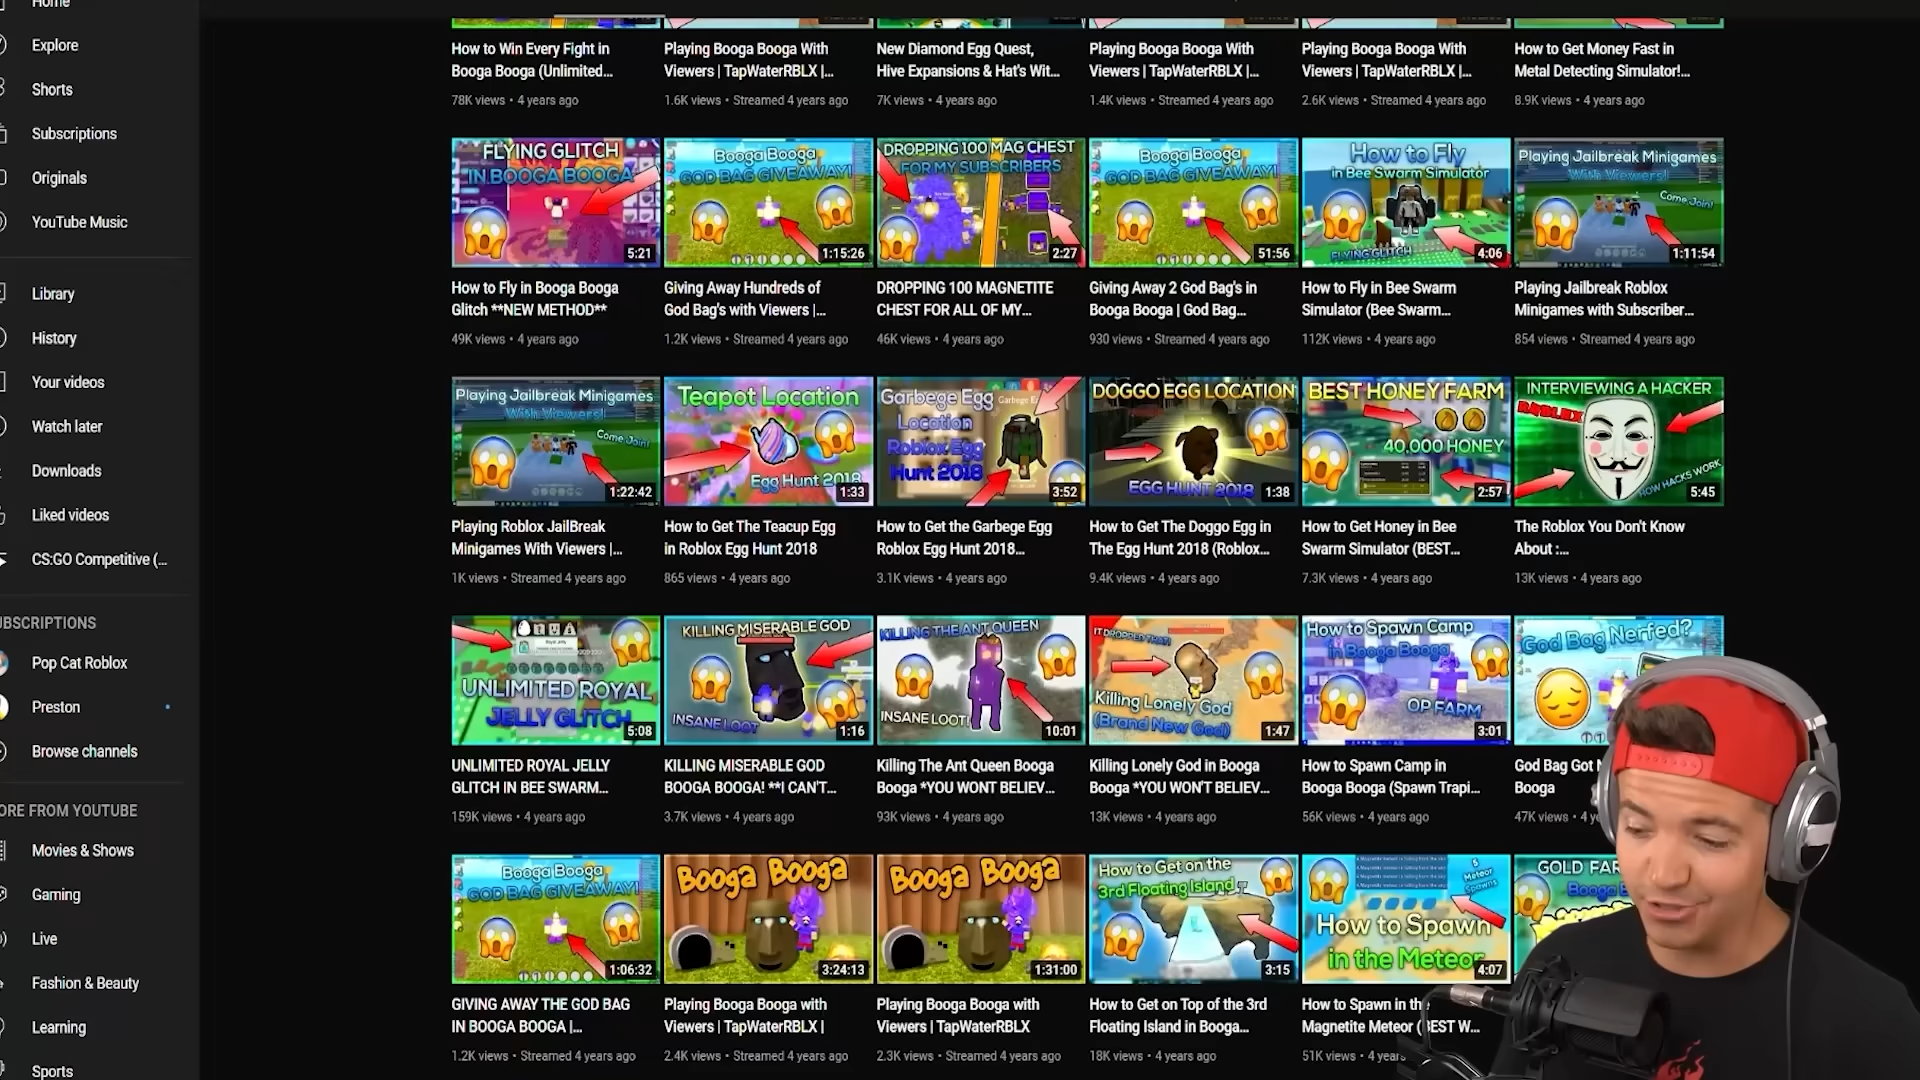 Home
Explore
Shorts
Subscriptions
Originals
YouTube Music
Library
History
Your videos
Watch later
Downloads
Liked videos
CS:GO Competitive (...
UBSCRIPTIONS
Pop Cat Roblox
Preston
Browse channels
ORE FROM YOUTUBE
Movies & Shows
Gaming
Live
Fashion & Beauty
Learning
Sports
How to Win Every Fight in
Booga Booga (Unlimited...
78K views • 4 years ago
Playing Booga Booga With
Viewers | TapWaterRBLX |...
1.6K views • Streamed 4 years ago
New Diamond Egg Quest,
Hive Expansions & Hat's Wit...
7K views • 4 years ago
Playing Booga Booga With
Viewers | TapWaterRBLX |...
1.4K views • Streamed 4 years ago
Playing Booga Booga With
Viewers | TapWaterRBLX |...
2.6K views • Streamed 4 years ago
How to Get Money Fast in
Metal Detecting Simulator!...
8.9K views • 4 years ago
FLYING GLITCH
IN BOOGA BOOGA
5:21
How to Fly in Booga Booga
Glitch **NEW METHOD**
49K views • 4 years ago
Booga Booga
GOD BAG GIVEAWAY!
1:15:26
Giving Away Hundreds of
God Bag's with Viewers |...
1.2K views • Streamed 4 years ago
DROPPING 100 MAG CHEST
FOR MY SUBSCRIBERS
2:27
DROPPING 100 MAGNETITE
CHEST FOR ALL OF MY...
46K views • 4 years ago
Booga Booga
GOD BAG GIVEAWAY!
51:56
Giving Away 2 God Bag's in
Booga Booga | God Bag...
930 views • Streamed 4 years ago
How to Fly
in Bee Swarm Simulator
FLYING GLITCH
4:06
How to Fly in Bee Swarm
Simulator (Bee Swarm...
112K views • 4 years ago
Playing Jailbreak Minigames
With Viewers!
Come Join!
1:11:54
Playing Jailbreak Roblox
Minigames with Subscriber...
854 views • Streamed 4 years ago
Playing Jailbreak Minigames
With Viewers!
Come Join!
1:22:42
Playing Roblox JailBreak
Minigames With Viewers |...
1K views • Streamed 4 years ago
Teapot Location
Egg Hunt 2018
1:33
How to Get The Teacup Egg
in Roblox Egg Hunt 2018
865 views • 4 years ago
Garbege Egg
Location
Roblox Egg
Hunt 2018
3:52
How to Get the Garbege Egg
Roblox Egg Hunt 2018...
3.1K views • 4 years ago
DOGGO EGG LOCATION
EGG HUNT 2018
1:38
How to Get The Doggo Egg in
The Egg Hunt 2018 (Roblox...
9.4K views • 4 years ago
BEST HONEY FARM
40,000 HONEY
2:57
How to Get Honey in Bee
Swarm Simulator (BEST...
7.3K views • 4 years ago
INTERVIEWING A HACKER
ROBLOX
HOW HACKS WORK
5:45
The Roblox You Don't Know
About :...
13K views • 4 years ago
UNLIMITED ROYAL
JELLY GLITCH
5:08
UNLIMITED ROYAL JELLY
GLITCH IN BEE SWARM...
159K views • 4 years ago
KILLING MISERABLE GOD
INSANE LOOT
1:16
KILLING MISERABLE GOD
BOOGA BOOGA! **I CAN'T...
3.7K views • 4 years ago
KILLING THE ANT QUEEN
INSANE LOOT!
10:01
Killing The Ant Queen Booga
Booga *YOU WONT BELIEV...
93K views • 4 years ago
IT DROPPED THAT!
Killing Lonely God
(Brand New God)
1:47
Killing Lonely God in Booga
Booga *YOU WON'T BELIEV...
13K views • 4 years ago
How to Spawn Camp
in Booga Booga
OP FARM
3:01
How to Spawn Camp in
Booga Booga (Spawn Trapi...
56K views • 4 years ago
God Bag Nerfed?
God Bag Got N
Booga
47K views • 4 y
Booga Booga
GOD BAG GIVEAWAY!
1:06:32
GIVING AWAY THE GOD BAG
IN BOOGA BOOGA |...
1.2K views • Streamed 4 years ago
Booga Booga
3:24:13
Playing Booga Booga with
Viewers | TapWaterRBLX |
2.4K views • Streamed 4 years ago
Booga Booga
1:31:00
Playing Booga Booga with
Viewers | TapWaterRBLX
2.3K views • Streamed 4 years ago
How to Get on the
3rd Floating Island
3:15
How to Get on Top of the 3rd
Floating Island in Booga...
18K views • 4 years ago
5
Meteor
Spawns
How to Spawn
in the Meteor
4:07
How to Spawn in the
Magnetite Meteor (BEST W...
51K views • 4 years
GOLD FAR
Booga B